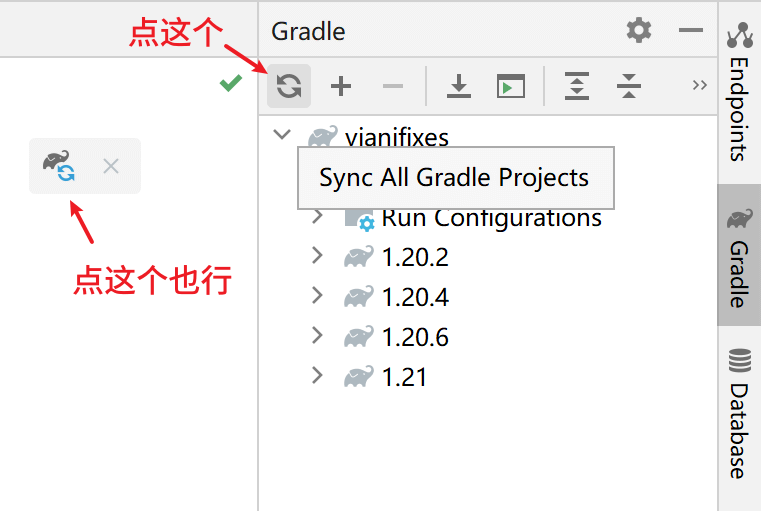 点这个
Gradle
vianifixes
Sync All Gradle Projects
Run Configurations
1.20.2
1.20.4
1.20.6
1.21
点这个也行
Endpoints
Gradle
Database